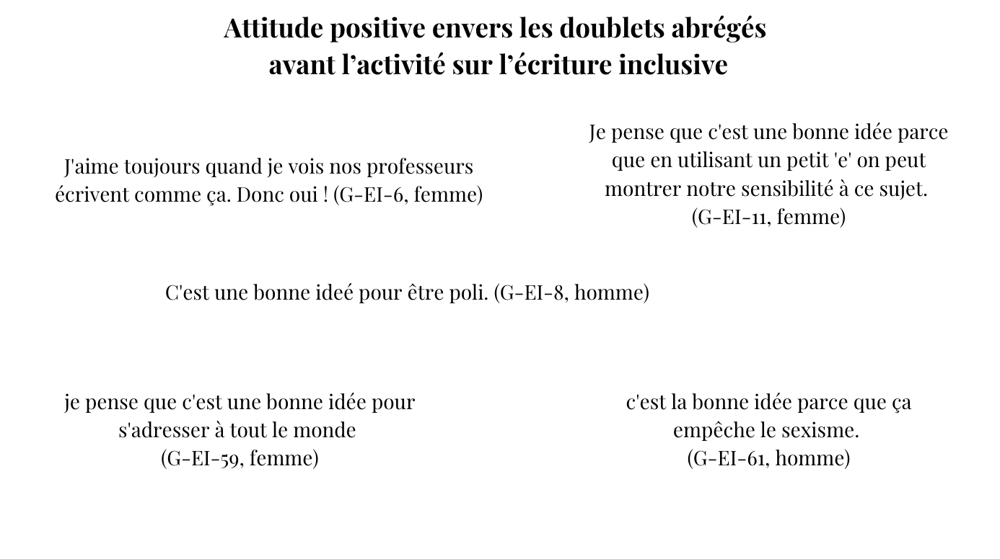 Attitude positive envers les doublets abrégés
avant l’activité sur l’écriture inclusive
J'aime toujours quand je vois nos professeurs
écrivent comme ça. Donc oui ! (G-EI-6, femme)
Je pense que c'est une bonne idée parce
que en utilisant un petit 'e' on peut
montrer notre sensibilité à ce sujet.
(G-EI-11, femme)
C'est une bonne ideé pour être poli. (G-EI-8, homme)
je pense que c'est une bonne idée pour
s'adresser à tout le monde
(G-EI-59, femme)
c'est la bonne idée parce que ça
empêche le sexisme.
(G-EI-61, homme)